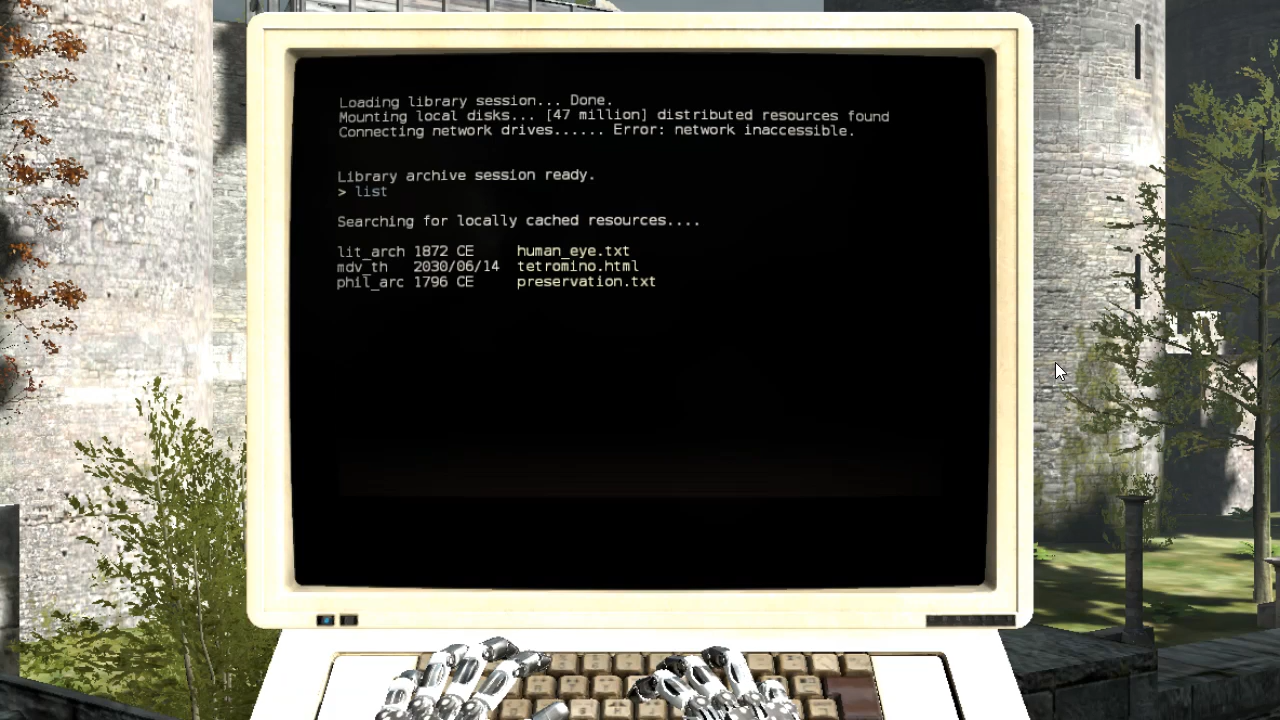 Loading library session... Done.
Mounting local disks... [47 million] distributed resources found
Connecting network drives...... Error: network inaccessible.
Library archive session ready.
> list
Searching for locally cached resources....
lit_arch 1872 CE human_eye.txt
mdv_th 2030/06/14 tetromino.html
phil_arc 1796 CE preservation.txt